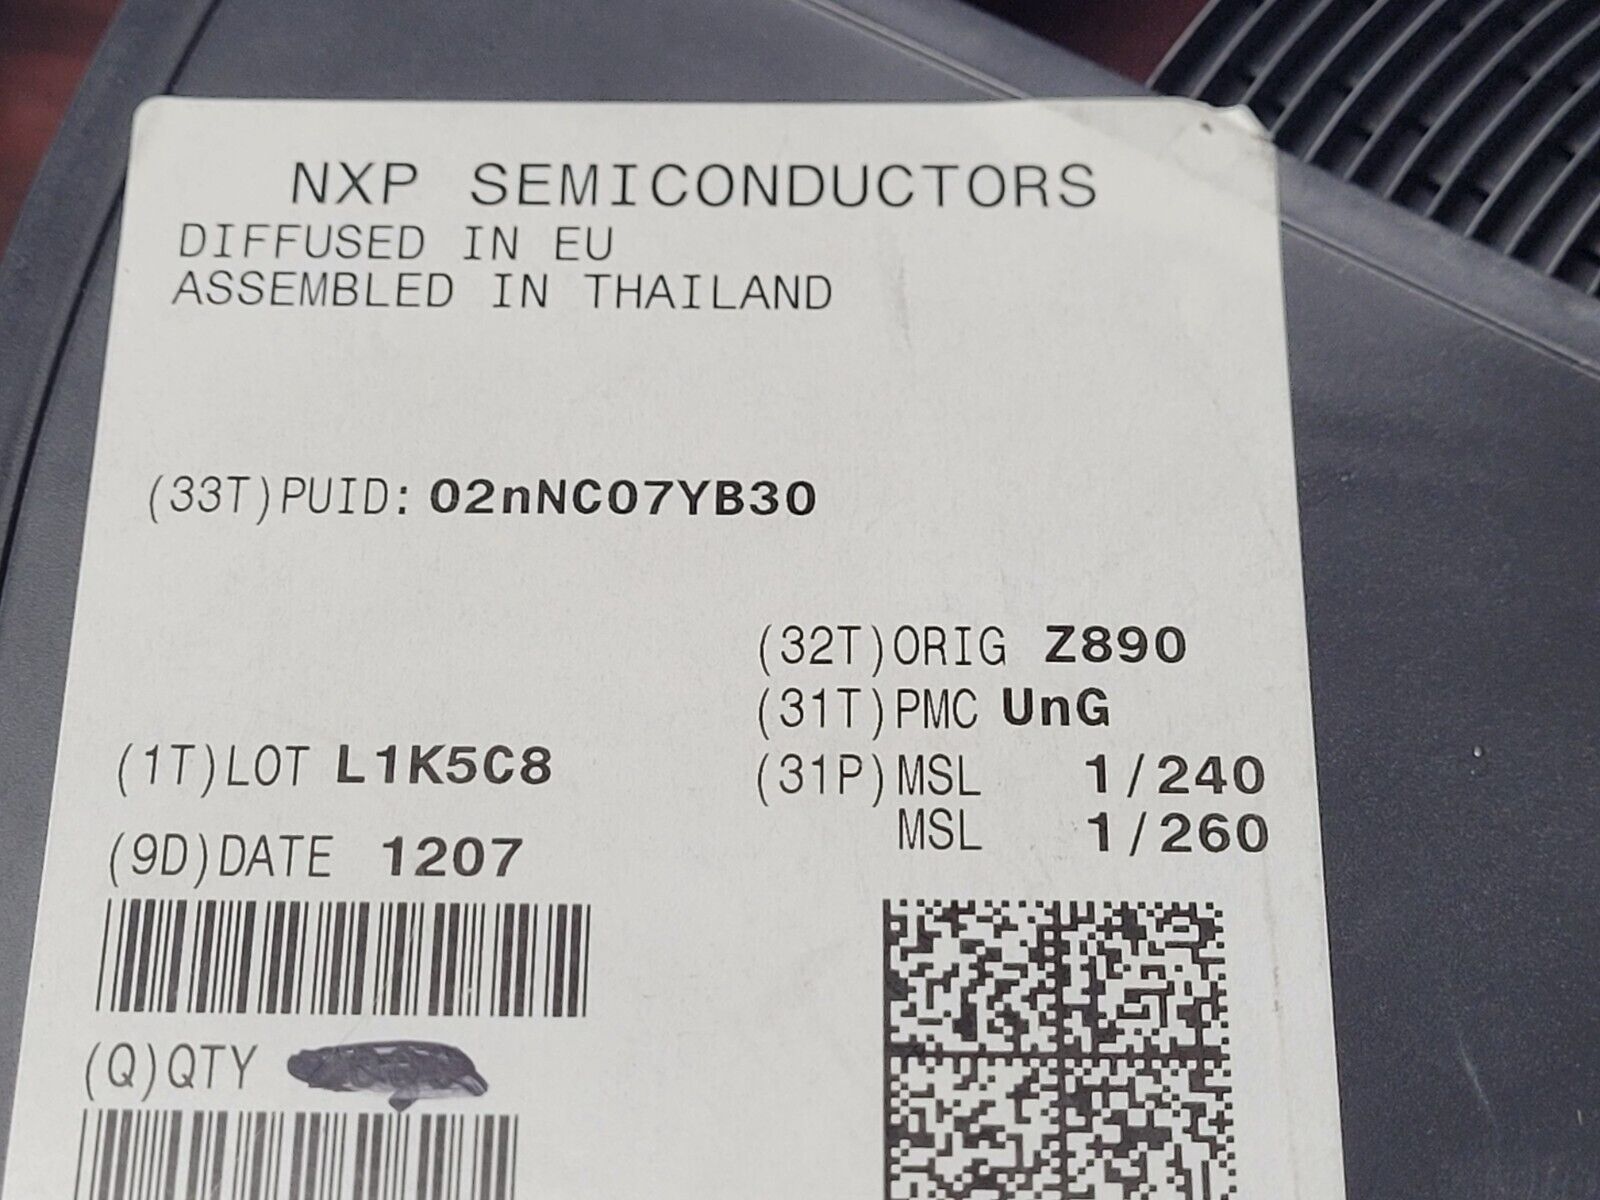 NXP SEMICONDUCTORS
DIFFUSED IN EU
ASSEMBLED IN THAILAND
(33T)PUID: 02nNC07YB30
(32T)ORIG Z890
(31T)PMC UnG
(1T)LOT L1K5C8
(31P)MSL 1/240
MSL 1/260
(9D)DATE 1207
(Q)QTY